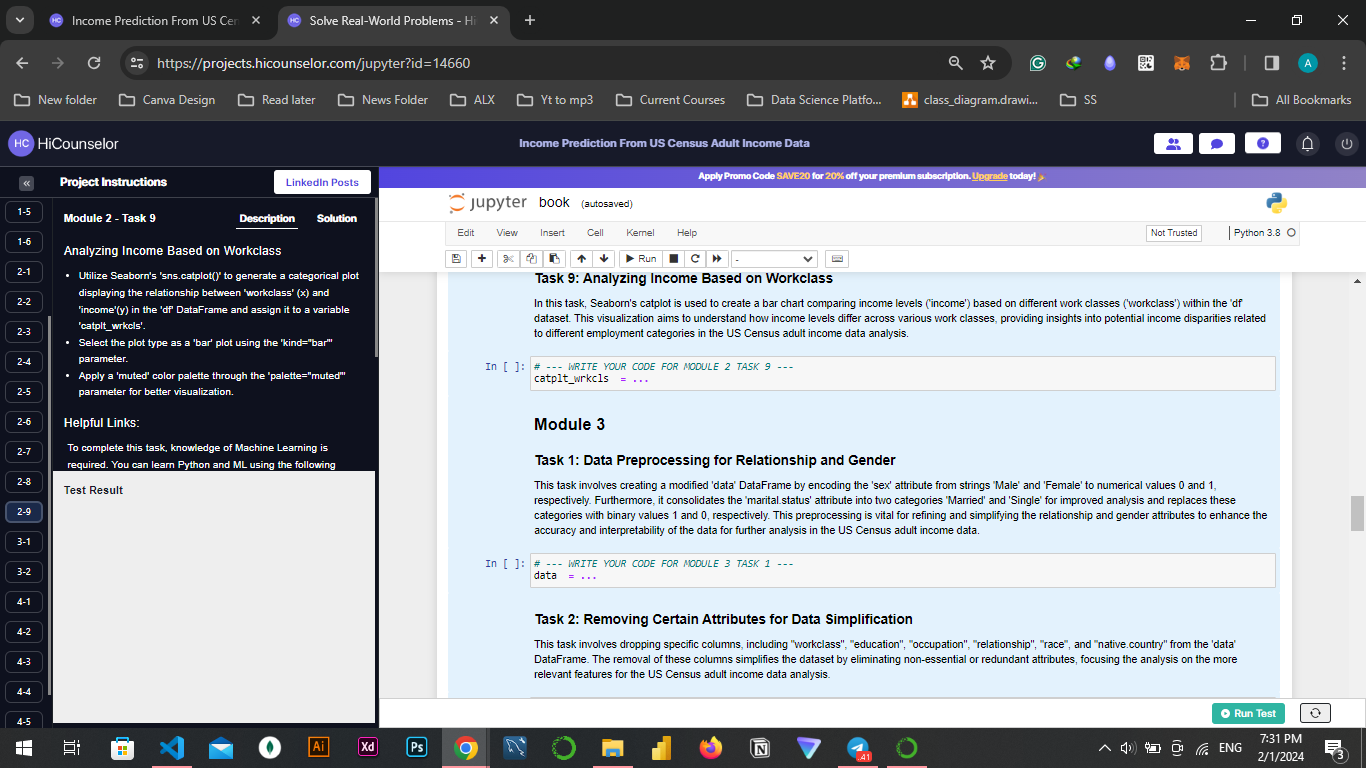 Income Prediction From US Cen
Solve Real-World Problems - Hi
https://projects.hicounselor.com/jupyter?id=14660
A
New folder
Canva Design
Read later
News Folder
ALX
Yt to mp3
Current Courses
Data Science Platfo...
class_diagram.drawi...
SS
All Bookmarks
HC HiCounselor
Income Prediction From US Census Adult Income Data
« Project Instructions
LinkedIn Posts
Apply Promo Code SAVE20 for 20% off your premium subscription. Upgrade today!
1-5
1-6
2-1
2-2
2-3
2-4
2-5
2-6
2-7
2-8
2-9
3-1
3-2
4-1
4-2
4-3
4-4
4-5
Module 2 - Task 9
Description
Solution
Analyzing Income Based on Workclass
• Utilize Seaborn's 'sns.catplot()' to generate a categorical plot
displaying the relationship between 'workclass' (x) and
'income'(y) in the 'df' DataFrame and assign it to a variable
'catplt_wrkcls'.
• Select the plot type as a 'bar' plot using the 'kind="bar"'
parameter.
• Apply a 'muted' color palette through the 'palette="muted"'
parameter for better visualization.
Helpful Links:
To complete this task, knowledge of Machine Learning is
required. You can learn Python and ML using the following
Test Result
jupyter book (autosaved)
Edit View Insert Cell Kernel Help
Not Trusted
Python 3.8
Run
-
Task 9: Analyzing Income Based on Workclass
In this task, Seaborn's catplot is used to create a bar chart comparing income levels ('income') based on different work classes ('workclass') within the 'df'
dataset. This visualization aims to understand how income levels differ across various work classes, providing insights into potential income disparities related
to different employment categories in the US Census adult income data analysis.
In [ ]: # --- WRITE YOUR CODE FOR MODULE 2 TASK 9 ---
catplt_wrkcls = ...
Module 3
Task 1: Data Preprocessing for Relationship and Gender
This task involves creating a modified 'data' DataFrame by encoding the 'sex' attribute from strings 'Male' and 'Female' to numerical values 0 and 1,
respectively. Furthermore, it consolidates the 'marital.status' attribute into two categories 'Married' and 'Single' for improved analysis and replaces these
categories with binary values 1 and 0, respectively. This preprocessing is vital for refining and simplifying the relationship and gender attributes to enhance the
accuracy and interpretability of the data for further analysis in the US Census adult income data.
In [ ]: # --- WRITE YOUR CODE FOR MODULE 3 TASK 1 ---
data = ...
Task 2: Removing Certain Attributes for Data Simplification
This task involves dropping specific columns, including "workclass", "education", "occupation", "relationship", "race", and "native.country" from the 'data'
DataFrame. The removal of these columns simplifies the dataset by eliminating non-essential or redundant attributes, focusing the analysis on the more
relevant features for the US Census adult income data analysis.
Run Test
Ai
Xd
Ps
41
ENG
7:31 PM
2/1/2024
3